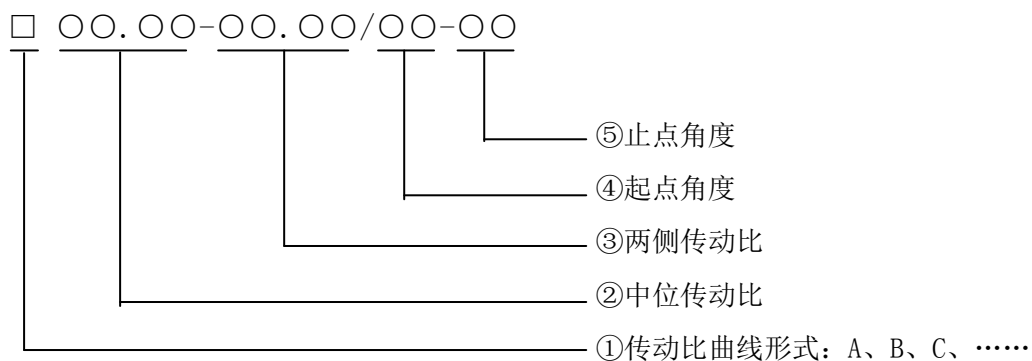 □ ○○.○○-○○.○○/○○-○○
⑤止点角度
④起点角度
③两侧传动比
②中位传动比
①传动比曲线形式：A、B、C、……